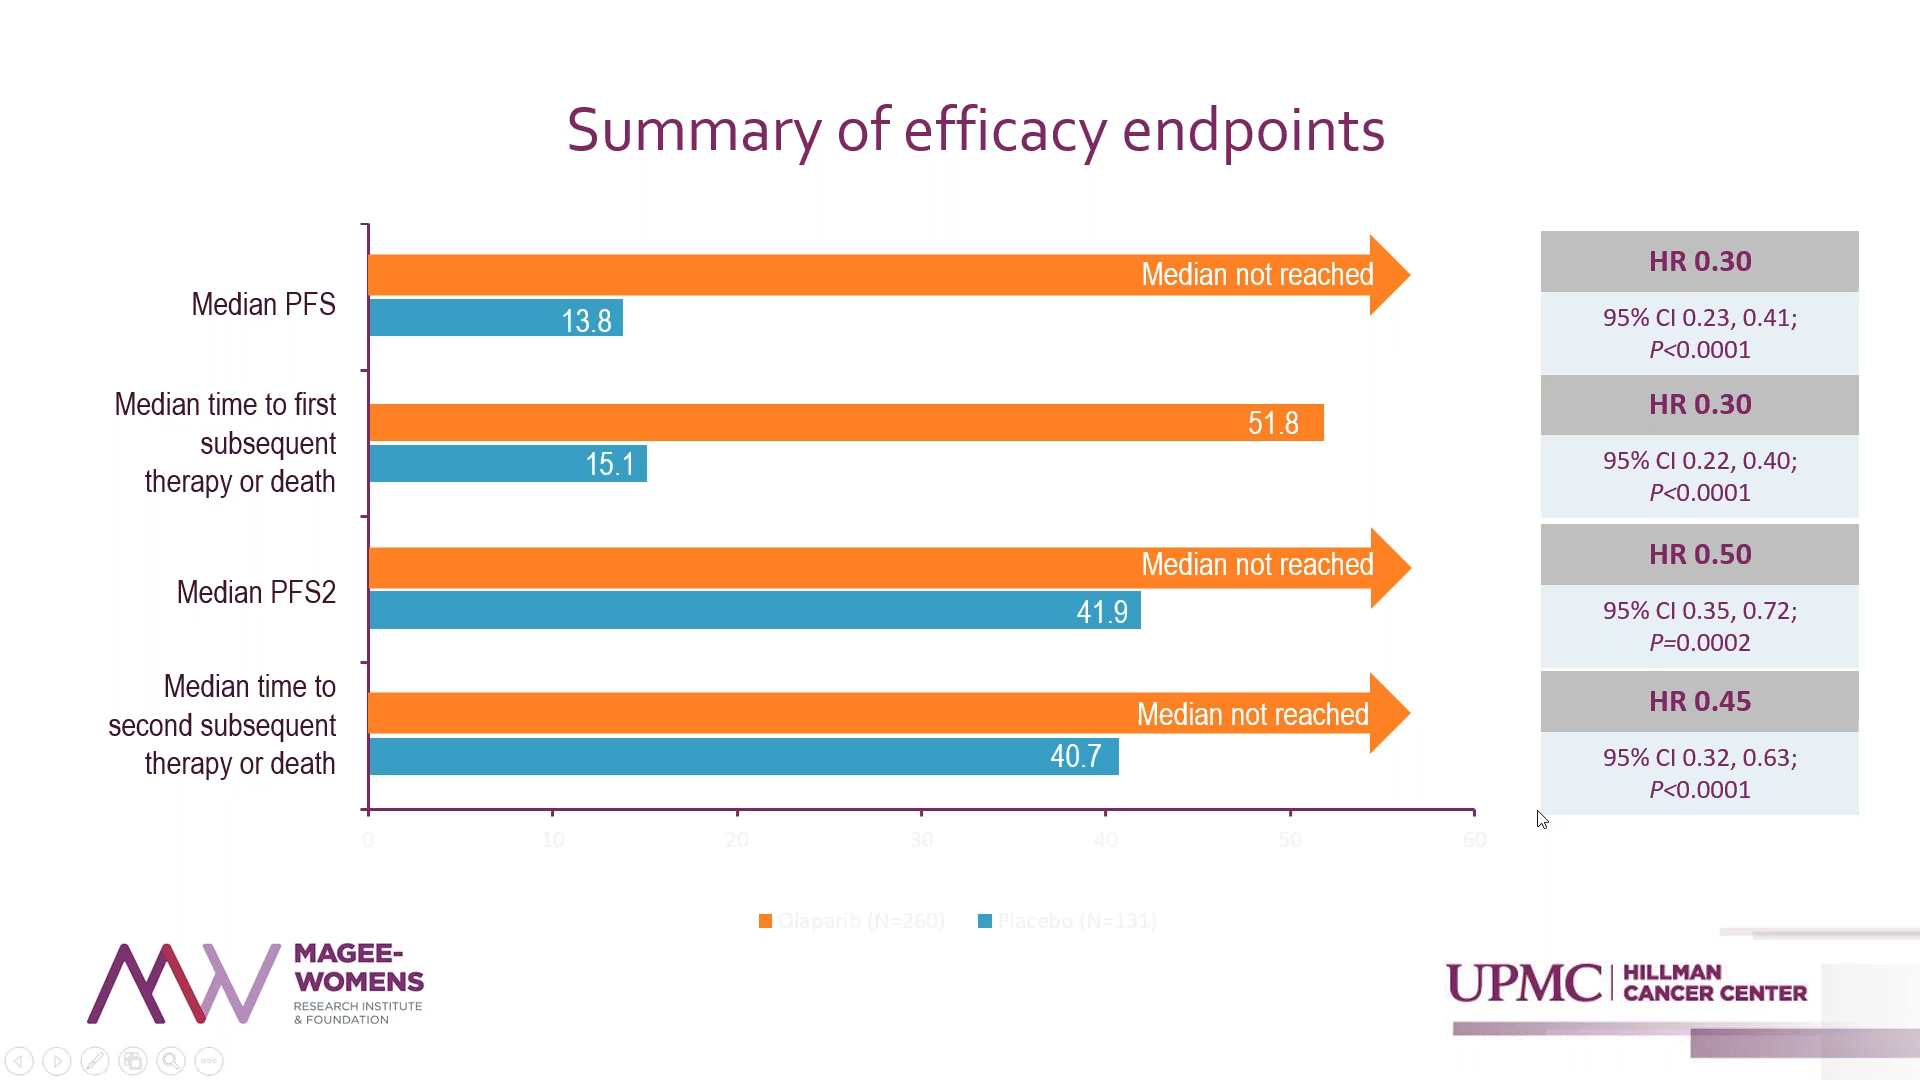 Summary of efficacy endpoints
Median PFS
Median not reached
13.8
HR 0.30
95% CI 0.23, 0.41;
P<0.0001
Median time to first
subsequent
therapy or death
51.8
15.1
HR 0.30
95% CI 0.22, 0.40;
P<0.0001
Median PFS2
Median not reached
41.9
HR 0.50
95% CI 0.35, 0.72;
P=0.0002
Median time to
second subsequent
therapy or death
Median not reached
40.7
HR 0.45
95% CI 0.32, 0.63;
P<0.0001
0 10 20 30 40 50 60
Olaparib (N=260) Placebo (N=131)
MAGEE-
WOMENS
RESEARCH INSTITUTE
& FOUNDATION
UPMC
HILLMAN
CANCER CENTER